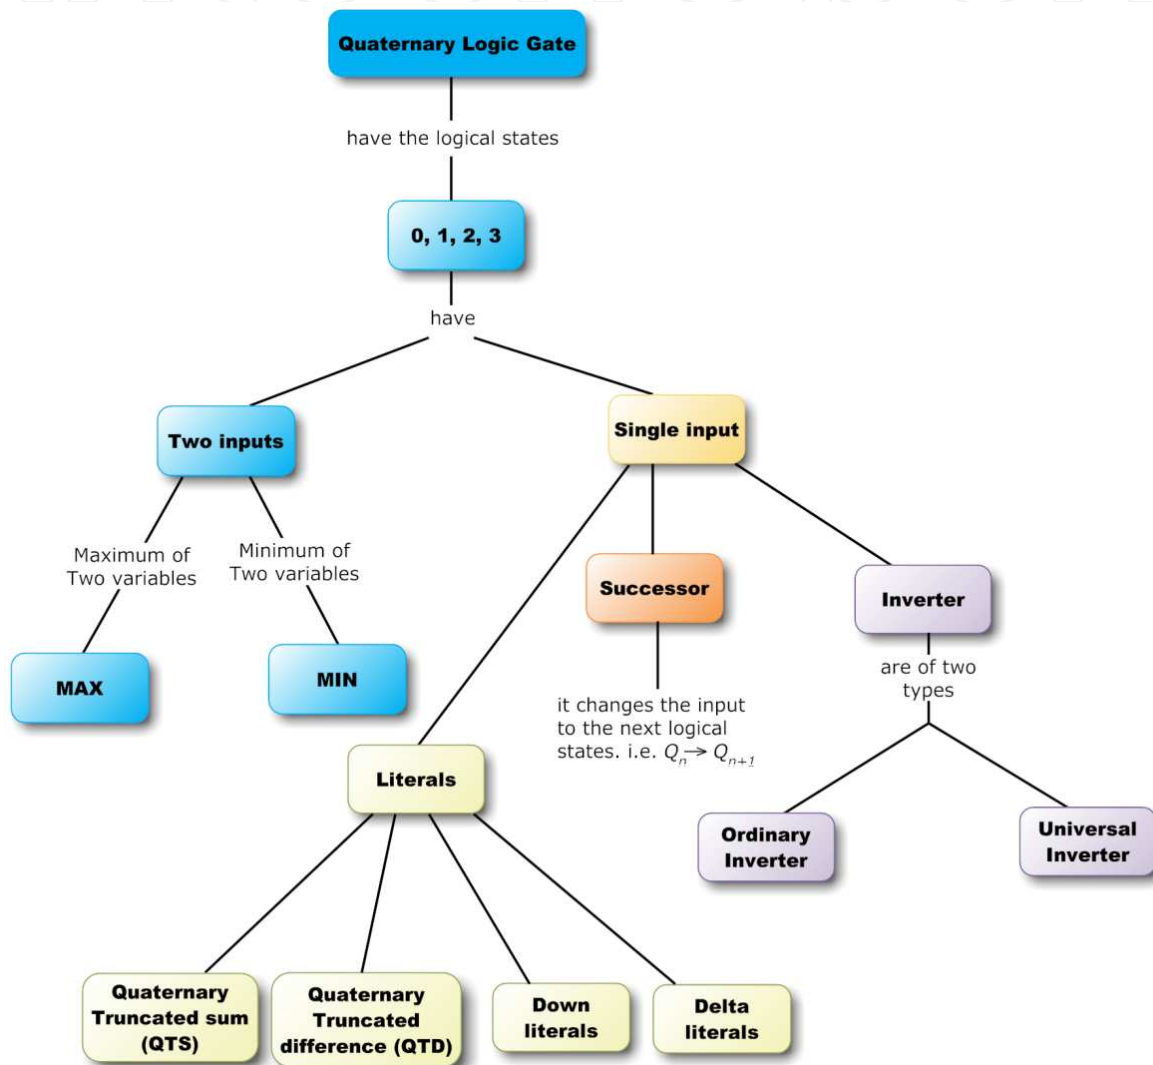 Quaternary Logic Gate
have the logical states
0, 1, 2, 3
have
Two inputs
Single input
Maximum of
Two variables
Minimum of
Two variables
Successor
Inverter
MAX
MIN
are of two
types
it changes the input
to the next logical
states. i.e. Qn→ Qn+1
Literals
Ordinary
Inverter
Universal
Inverter
Quaternary
Truncated sum
(QTS)
Quaternary
Truncated
difference (QTD)
Down
literals
Delta
literals